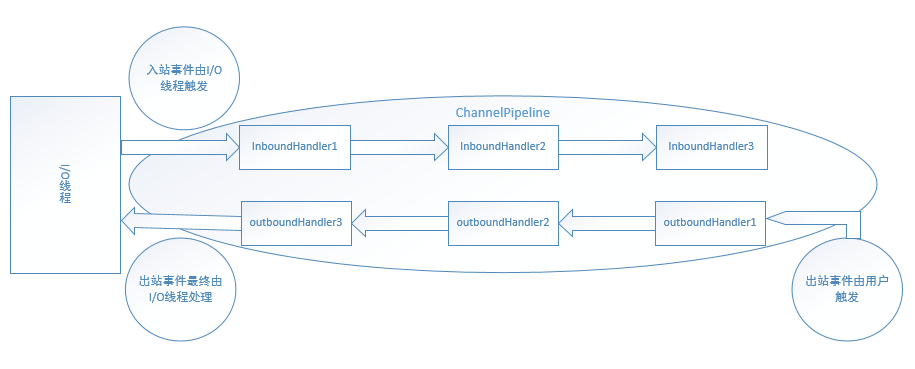 入站事件由I/O
线程触发
ChannelPipeline
I/O线程
InboundHandler1
InboundHandler2
InboundHandler3
outboundHandler3
outboundHandler2
outboundHandler1
出站事件最终由
I/O线程处理
出站事件由用户
触发